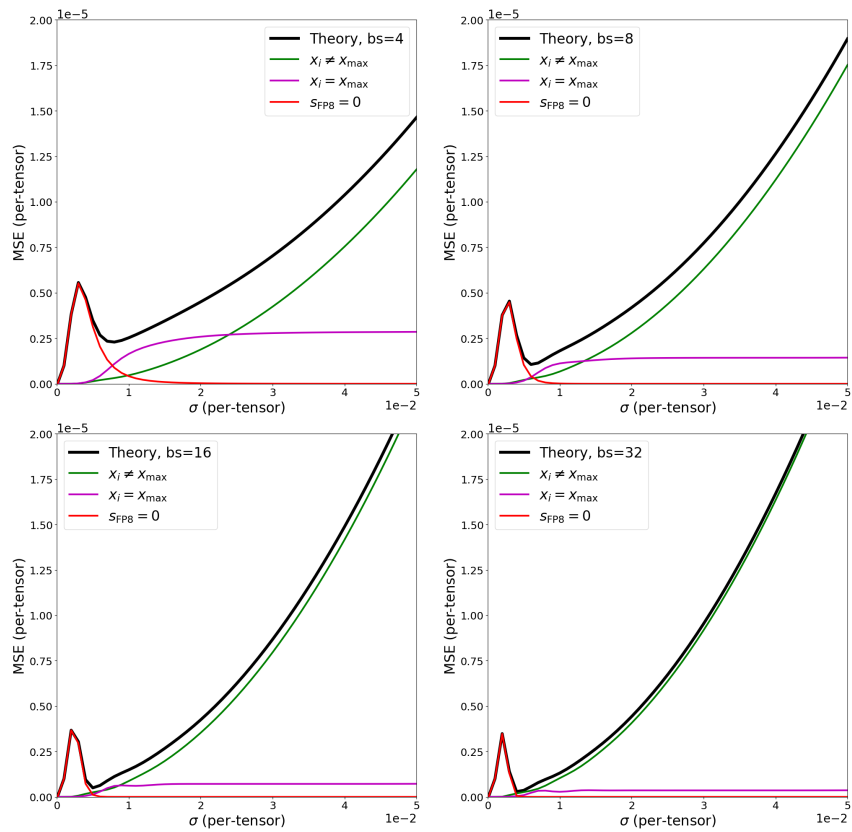 1e−5
2.00
1.75
1.50
1.25
1.00
0.75
0.50
0.25
0.00
MSE (per-tensor)
Theory, bs=4
x_i ≠ x_max
x_i = x_max
s_FP8 = 0
0 1 2 3 4 5
σ (per-tensor)
1e−2
1e−5
2.00
1.75
1.50
1.25
1.00
0.75
0.50
0.25
0.00
MSE (per-tensor)
Theory, bs=8
x_i ≠ x_max
x_i = x_max
s_FP8 = 0
0 1 2 3 4 5
σ (per-tensor)
1e−2
1e−5
2.00
1.75
1.50
1.25
1.00
0.75
0.50
0.25
0.00
MSE (per-tensor)
Theory, bs=16
x_i ≠ x_max
x_i = x_max
s_FP8 = 0
0 1 2 3 4 5
σ (per-tensor)
1e−2
1e−5
2.00
1.75
1.50
1.25
1.00
0.75
0.50
0.25
0.00
MSE (per-tensor)
Theory, bs=32
x_i ≠ x_max
x_i = x_max
s_FP8 = 0
0 1 2 3 4 5
σ (per-tensor)
1e−2